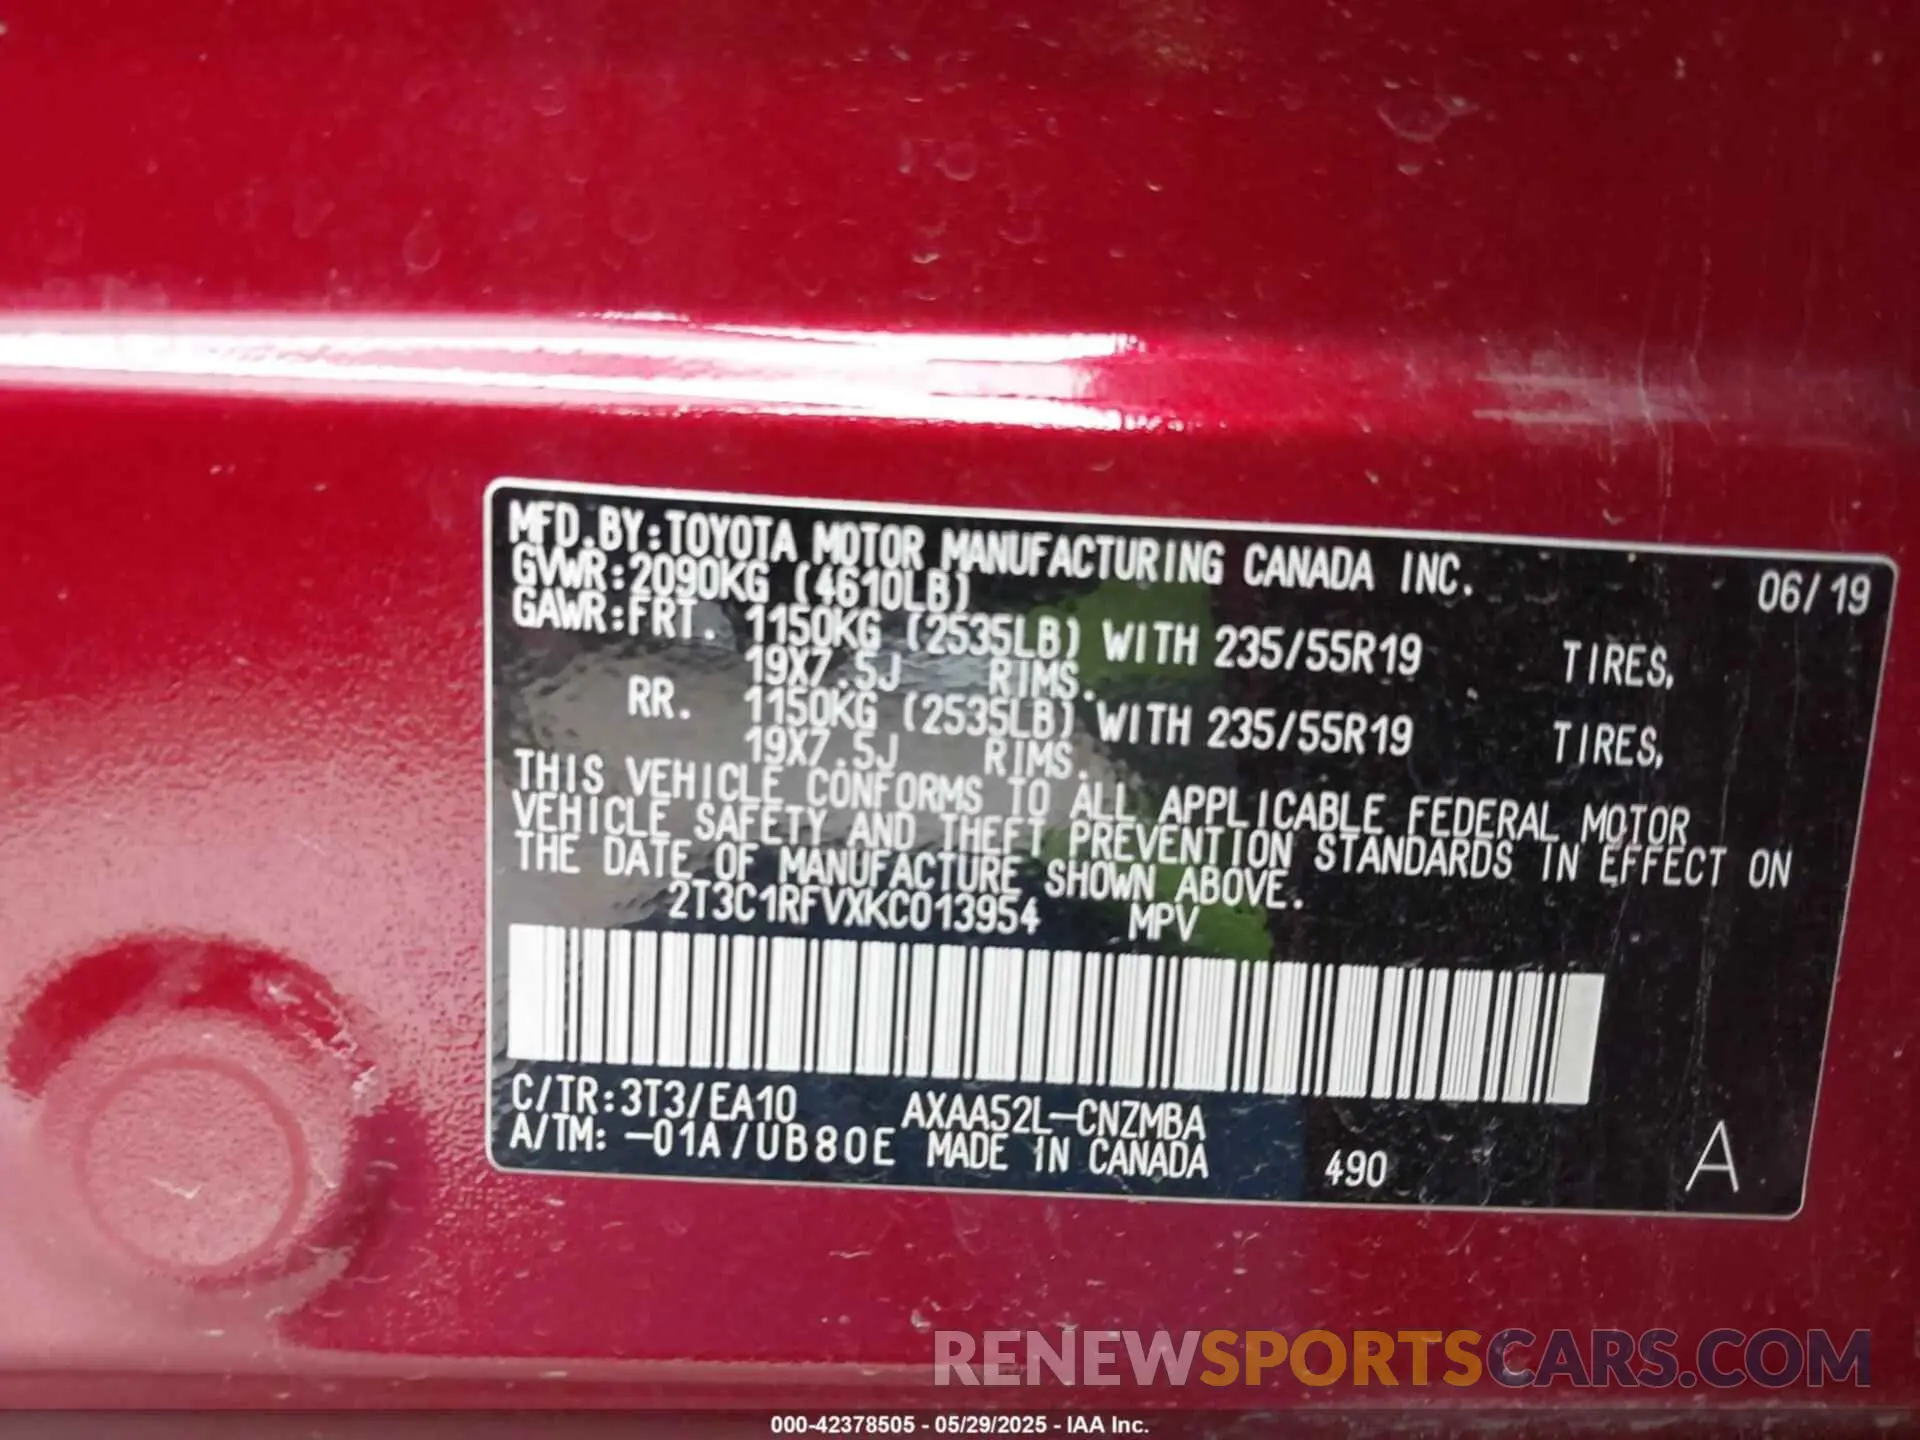 MFD.BY:TOYOTA MOTOR MANUFACTURING CANADA INC. 06/19
GVWR:2090KG (4610LB)
GAWR:FRT. 1150KG (2535LB) WITH 235/55R19 TIRES,
19X7.5J RIMS.
RR. 1150KG (2535LB) WITH 235/55R19 TIRES,
19X7.5J RIMS.
THIS VEHICLE CONFORMS TO ALL APPLICABLE FEDERAL MOTOR
VEHICLE SAFETY AND THEFT PREVENTION STANDARDS IN EFFECT ON
THE DATE OF MANUFACTURE SHOWN ABOVE.
2T3C1RFVXKC013954 MPV
C/TR:3T3/EA10 AXAA52L-CNZMBA
A/TM:-01A/UB80E MADE IN CANADA 490 A
RENEWSPORTSCARS.COM
000-42378505 - 05/29/2025 - IAA Inc.